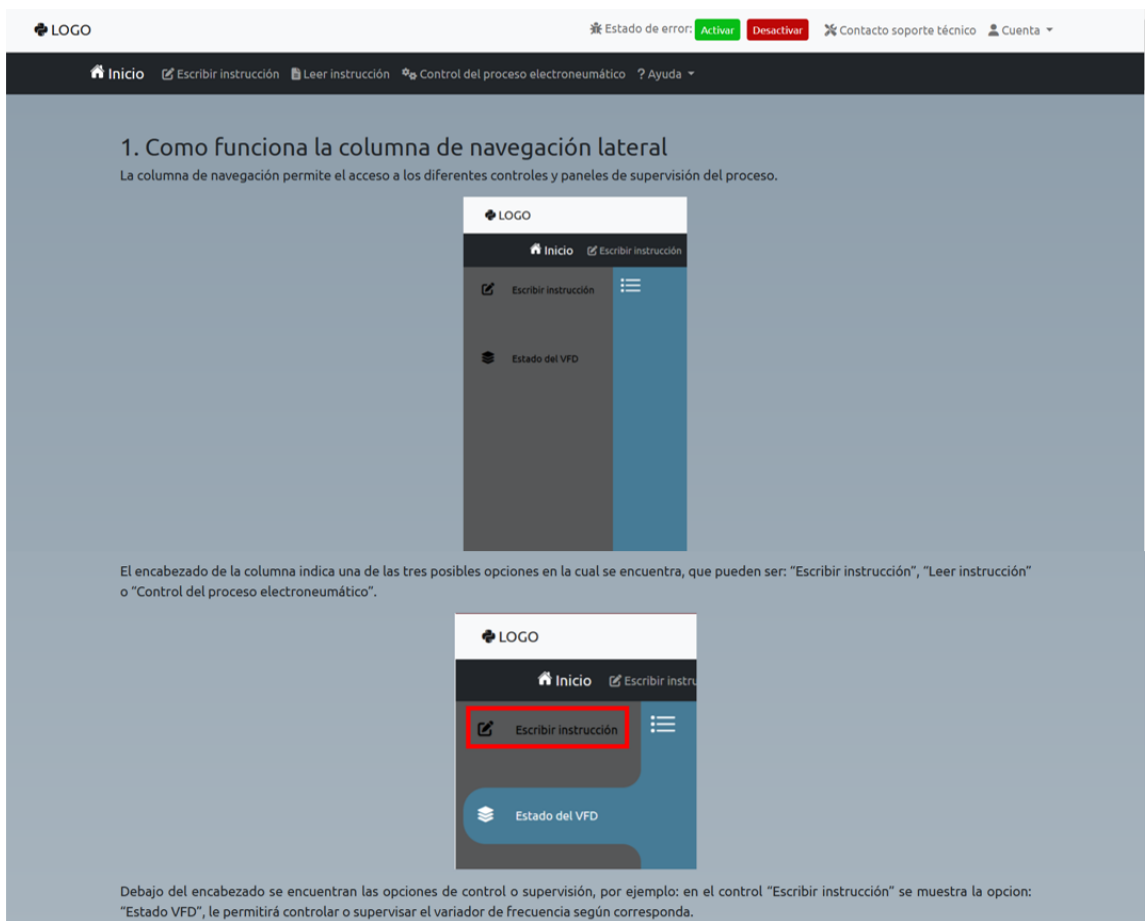 LOGO Estado de error: Activar Desactivar Contacto soporte técnico Cuenta
Inicio Escribir instrucción Leer instrucción Control del proceso electroneumático ? Ayuda
1. Como funciona la columna de navegación lateral
La columna de navegación permite el acceso a los diferentes controles y paneles de supervisión del proceso.
LOGO
Inicio Escribir instrucción
Escribir instrucción
Estado del VFD
El encabezado de la columna indica una de las tres posibles opciones en la cual se encuentra, que pueden ser: “Escribir instrucción”, “Leer instrucción”
o “Control del proceso electroneumático”.
LOGO
Inicio Escribir instru
Escribir instrucción
Estado del VFD
Debajo del encabezado se encuentran las opciones de control o supervisión, por ejemplo: en el control “Escribir instrucción” se muestra la opcion:
“Estado VFD”, le permitirá controlar o supervisar el variador de frecuencia según corresponda.